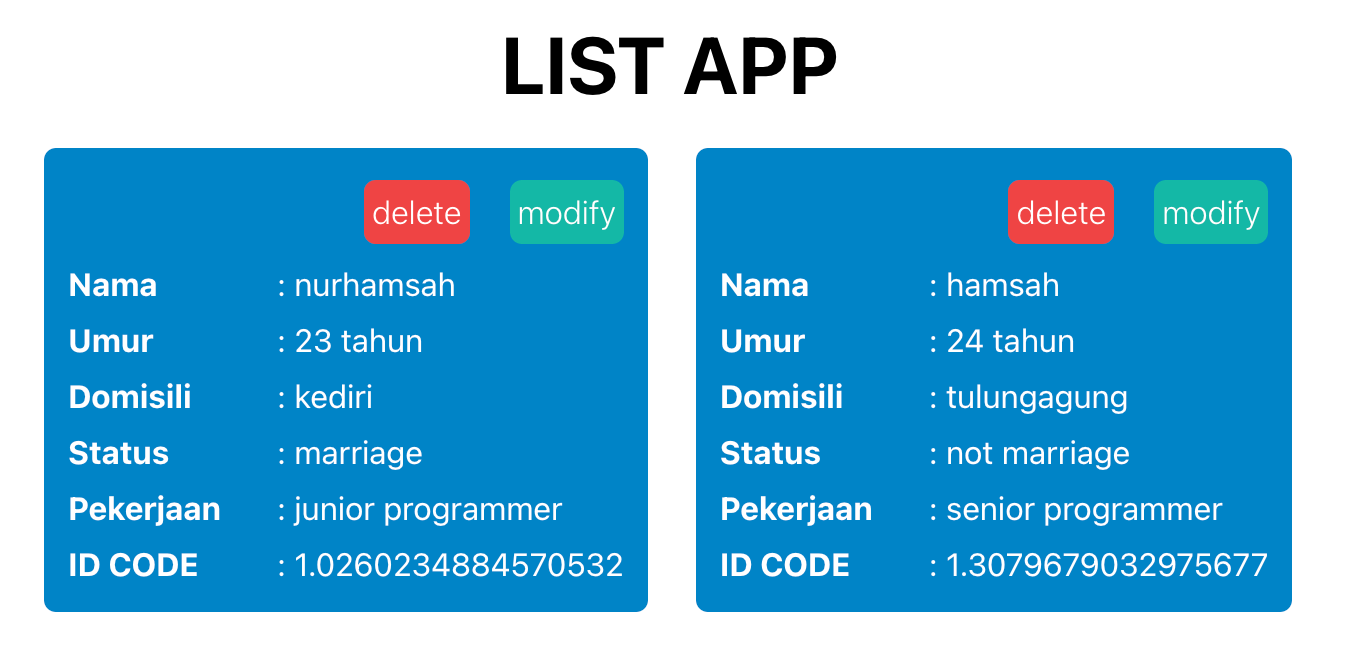 LIST APP
delete modify
Nama : nurhamsah
Umur : 23 tahun
Domisili : kediri
Status : marriage
Pekerjaan : junior programmer
ID CODE : 1.0260234884570532
delete modify
Nama : hamsah
Umur : 24 tahun
Domisili : tulungagung
Status : not marriage
Pekerjaan : senior programmer
ID CODE : 1.3079679032975677